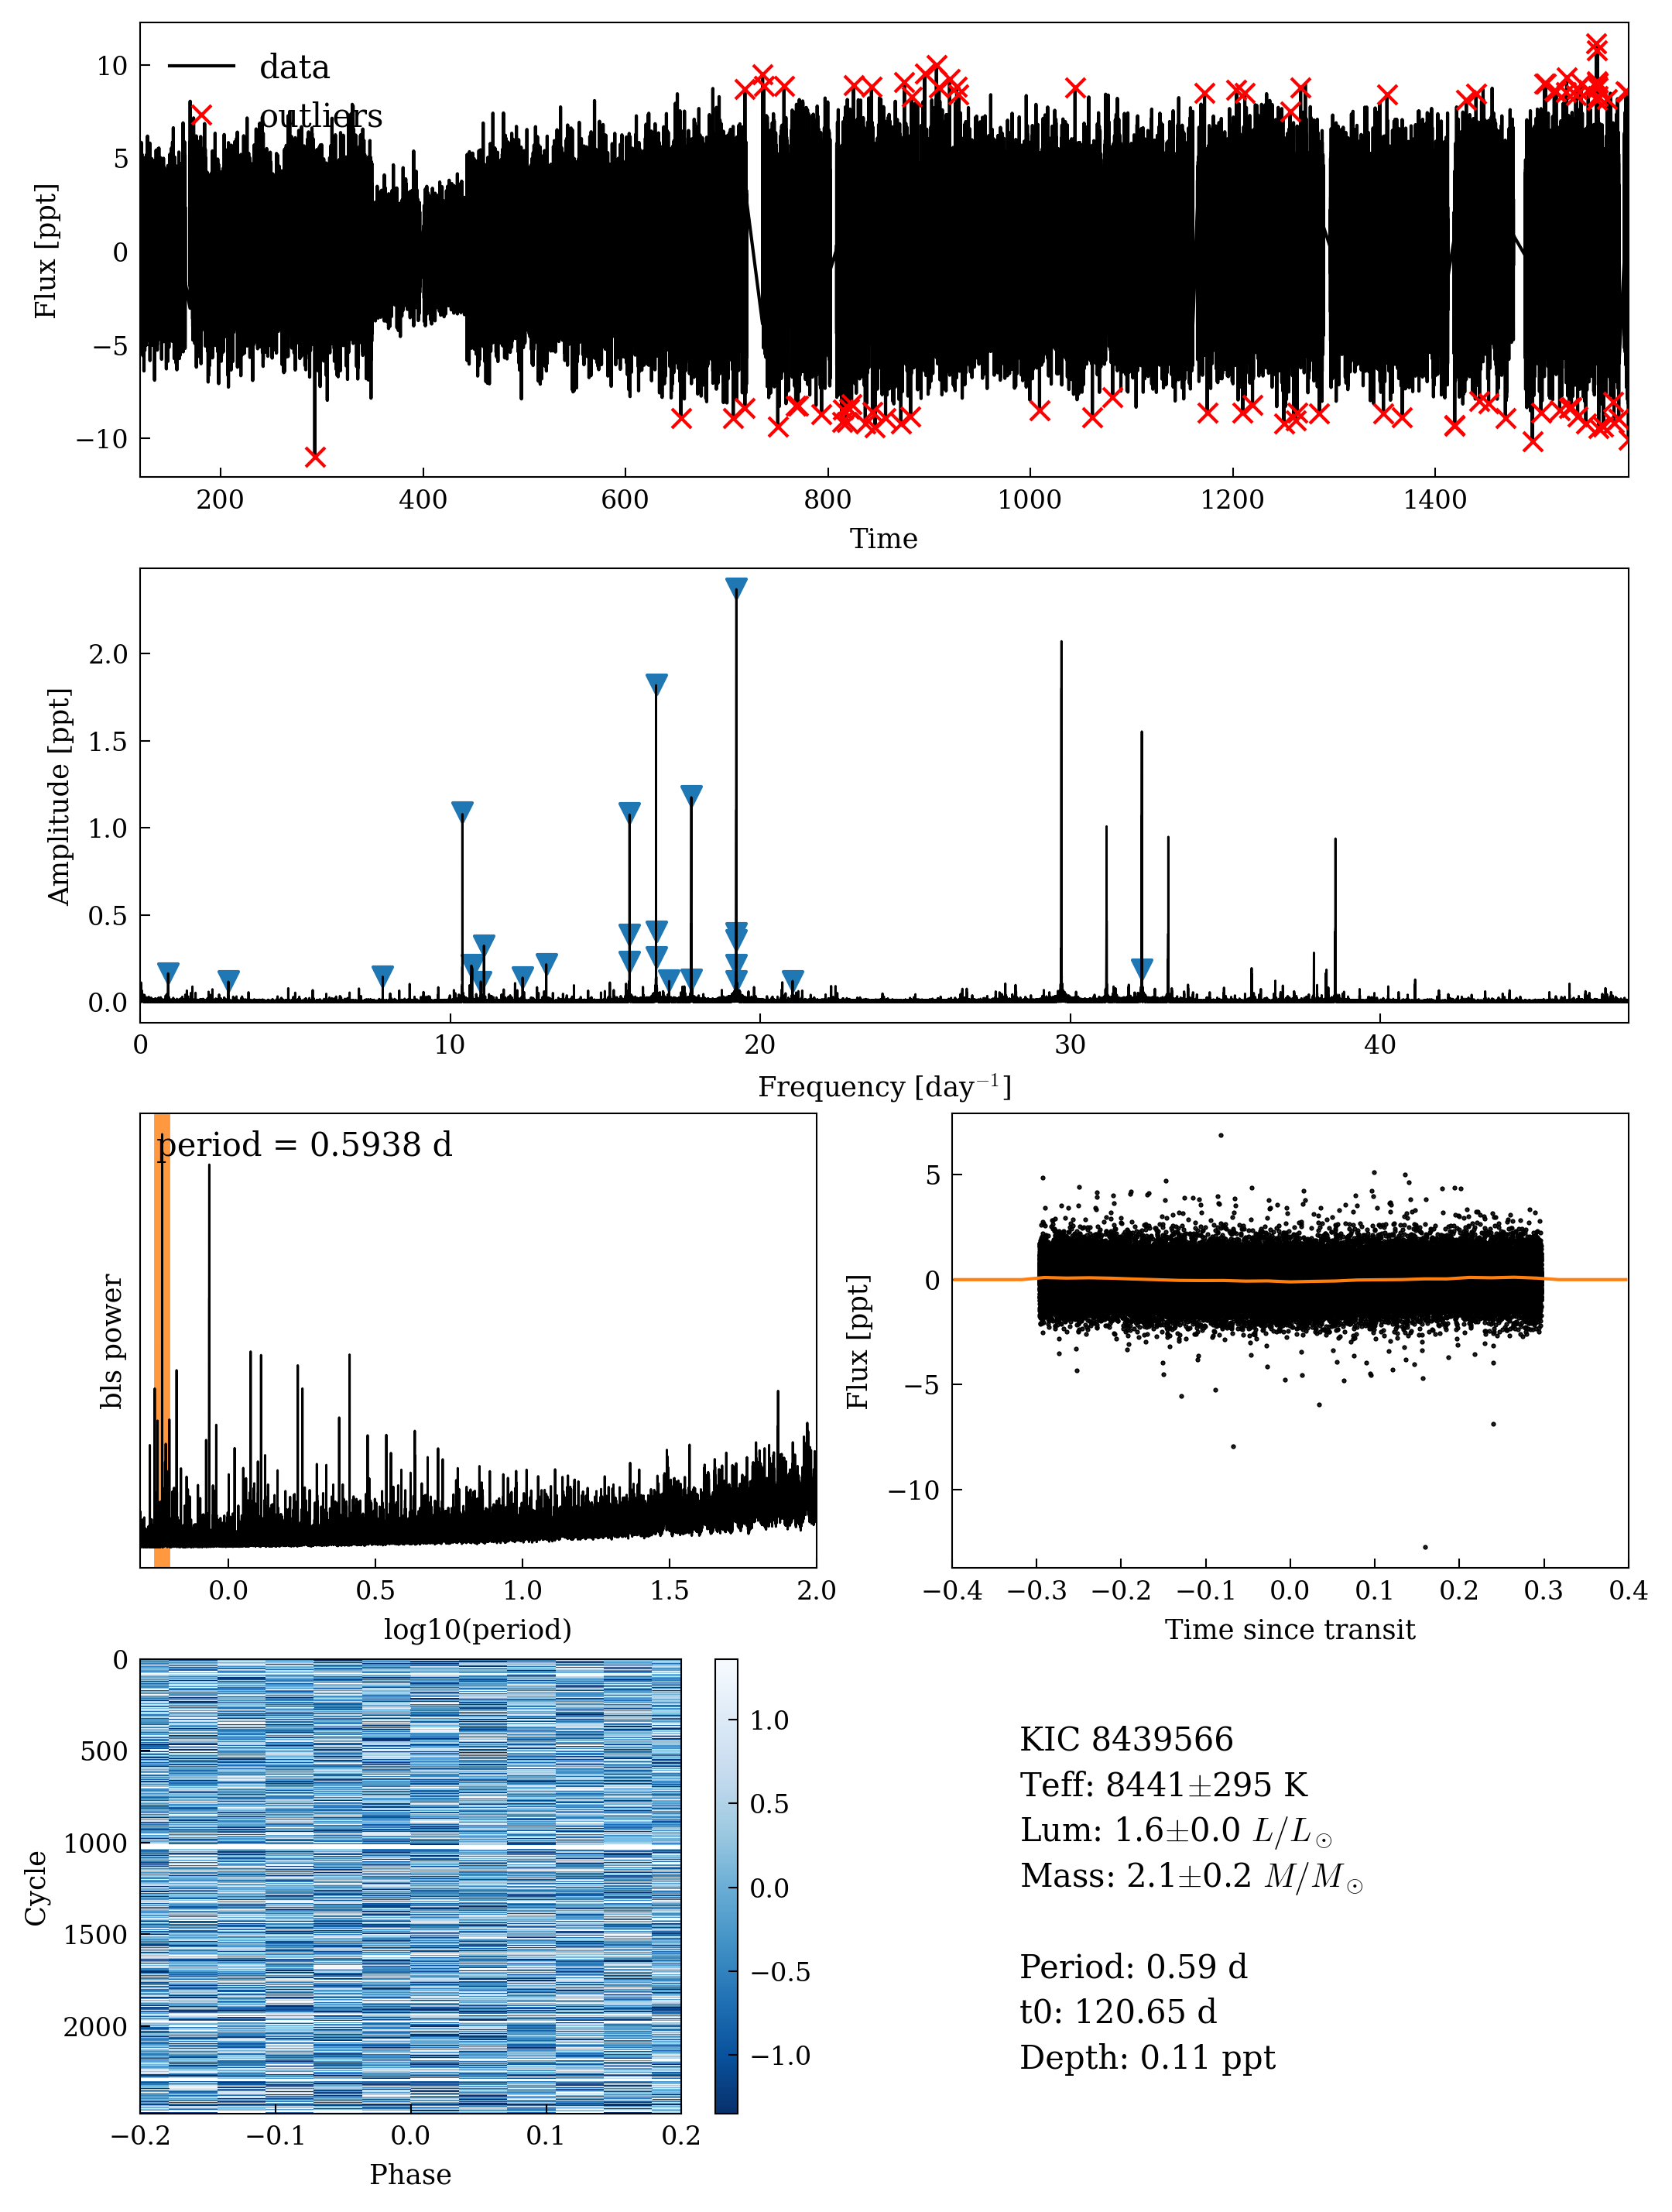 data
outliers
10
5
0
−5
−10
Flux [ppt]
200 400 600 800 1000 1200 1400
Time
2.0
1.5
1.0
0.5
0.0
Amplitude [ppt]
0 10 20 30 40
Frequency [day⁻¹]
period = 0.5938 d
bls power
0.0 0.5 1.0 1.5 2.0
log10(period)
5
0
−5
−10
Flux [ppt]
−0.4 −0.3 −0.2 −0.1 0.0 0.1 0.2 0.3 0.4
Time since transit
0
500
1000
1500
2000
Cycle
−0.2 −0.1 0.0 0.1 0.2
Phase
1.0
0.5
0.0
−0.5
−1.0
KIC 8439566
Teff: 8441±295 K
Lum: 1.6±0.0 L/L⊙
Mass: 2.1±0.2 M/M⊙
Period: 0.59 d
t0: 120.65 d
Depth: 0.11 ppt